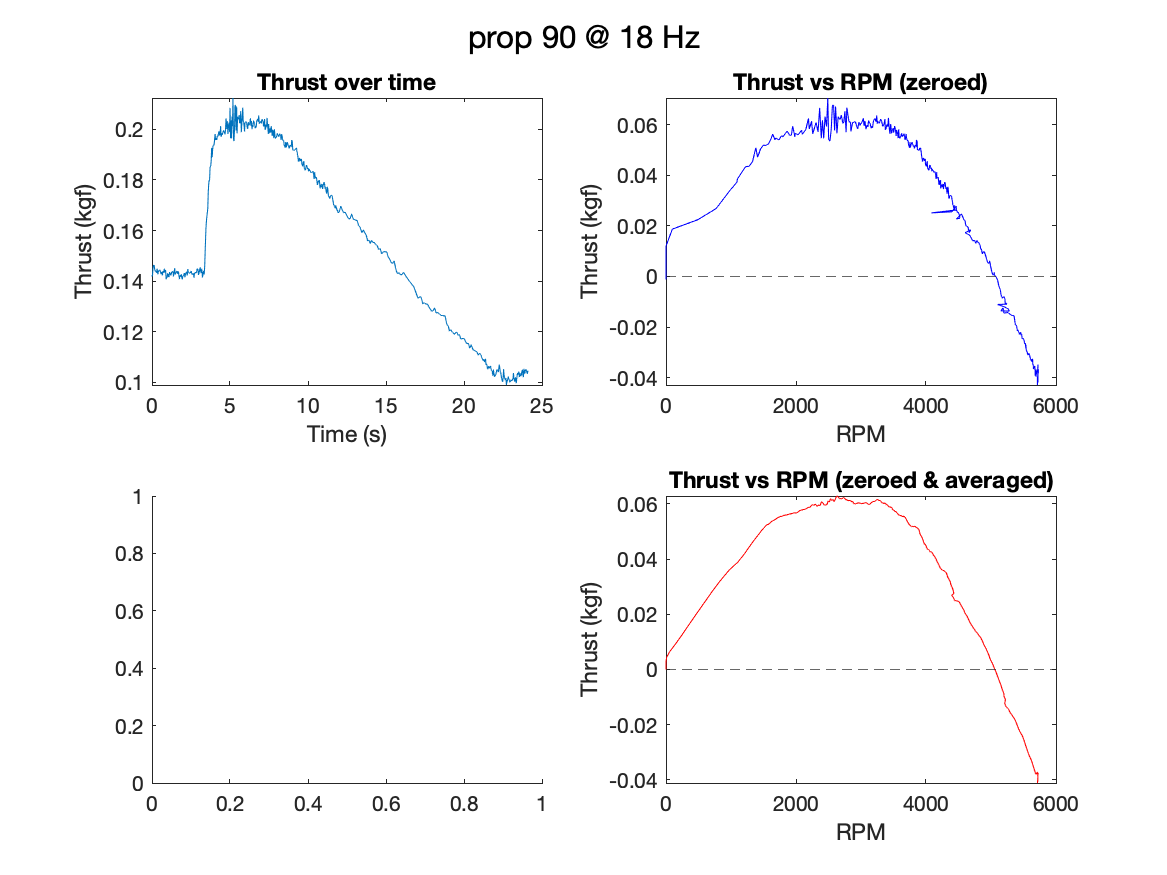 prop 90 @ 18 Hz
Thrust over time
0.2
0.18
0.16
0.14
0.12
0.1
Thrust (kgf)
0 5 10 15 20 25
Time (s)
Thrust vs RPM (zeroed)
0.06
0.04
0.02
0
-0.02
-0.04
Thrust (kgf)
0 2000 4000 6000
RPM
1
0.8
0.6
0.4
0.2
0
0 0.2 0.4 0.6 0.8 1
Thrust vs RPM (zeroed & averaged)
0.06
0.04
0.02
0
-0.02
-0.04
Thrust (kgf)
0 2000 4000 6000
RPM